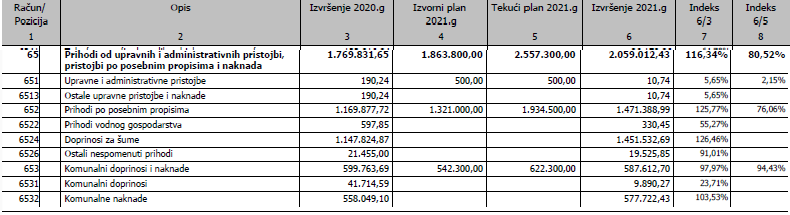 Račun/ Opis Izvršenje 2020.g Izvorni plan Tekući plan 2021.g Izvršenje 2021.g Indeks Indeks
Pozicija 2021.g 6/3 6/5
1 2 3 4 5 6 7 8
65 Prihodi od upravnih i administrativnih pristojbi, 1.769.831,65 1.863.800,00 2.557.300,00 2.059.012,43 116,34% 80,52%
pristojbi po posebnim propisima i naknada
651 Upravne i administrativne pristojbe 190,24 500,00 500,00 10,74 5,65% 2,15%
6513 Ostale upravne pristojbe i naknade 190,24 10,74 5,65%
652 Prihodi po posebnim propisima 1.169.877,72 1.321.000,00 1.934.500,00 1.471.388,99 125,77% 76,06%
6522 Prihodi vodnog gospodarstva 597,85 330,45 55,27%
6524 Doprinosi za šume 1.147.824,87 1.451.532,69 126,46%
6526 Ostali nespomenuti prihodi 21.455,00 19.525,85 91,01%
653 Komunalni doprinosi i naknade 599.763,69 542.300,00 622.300,00 587.612,70 97,97% 94,43%
6531 Komunalni doprinosi 41.714,59 9.890,27 23,71%
6532 Komunalne naknade 558.049,10 577.722,43 103,53%